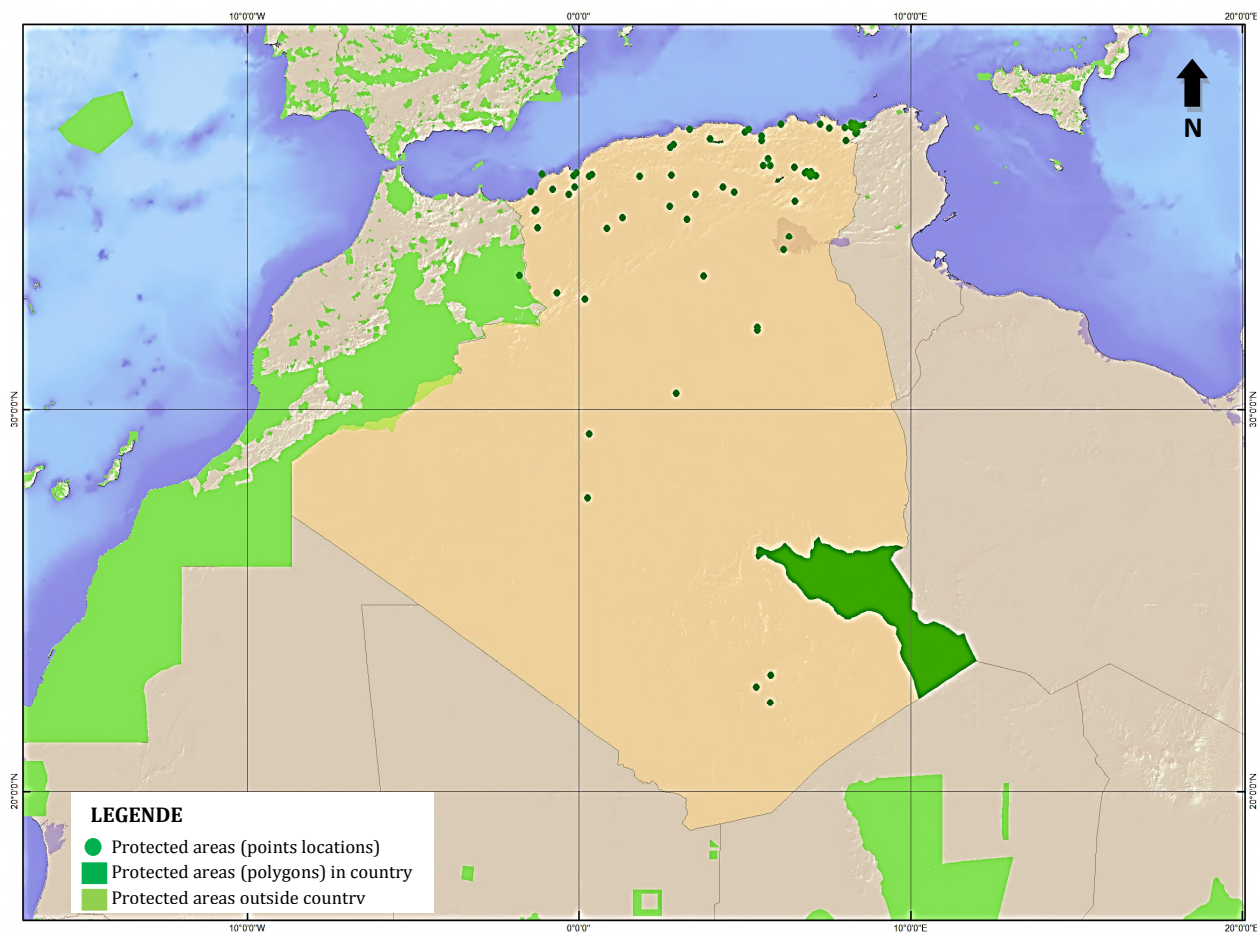 10°0'0"W 0°0'0" 10°0'0"E 20°0'0"E
N
30°0'0"N 30°0'0"N
20°0'0"N 20°0'0"N
LEGENDE
Protected areas (points locations)
Protected areas (polygons) in country
Protected areas outside country
10°0'0"W 0°0'0" 10°0'0"E 20°0'0"E